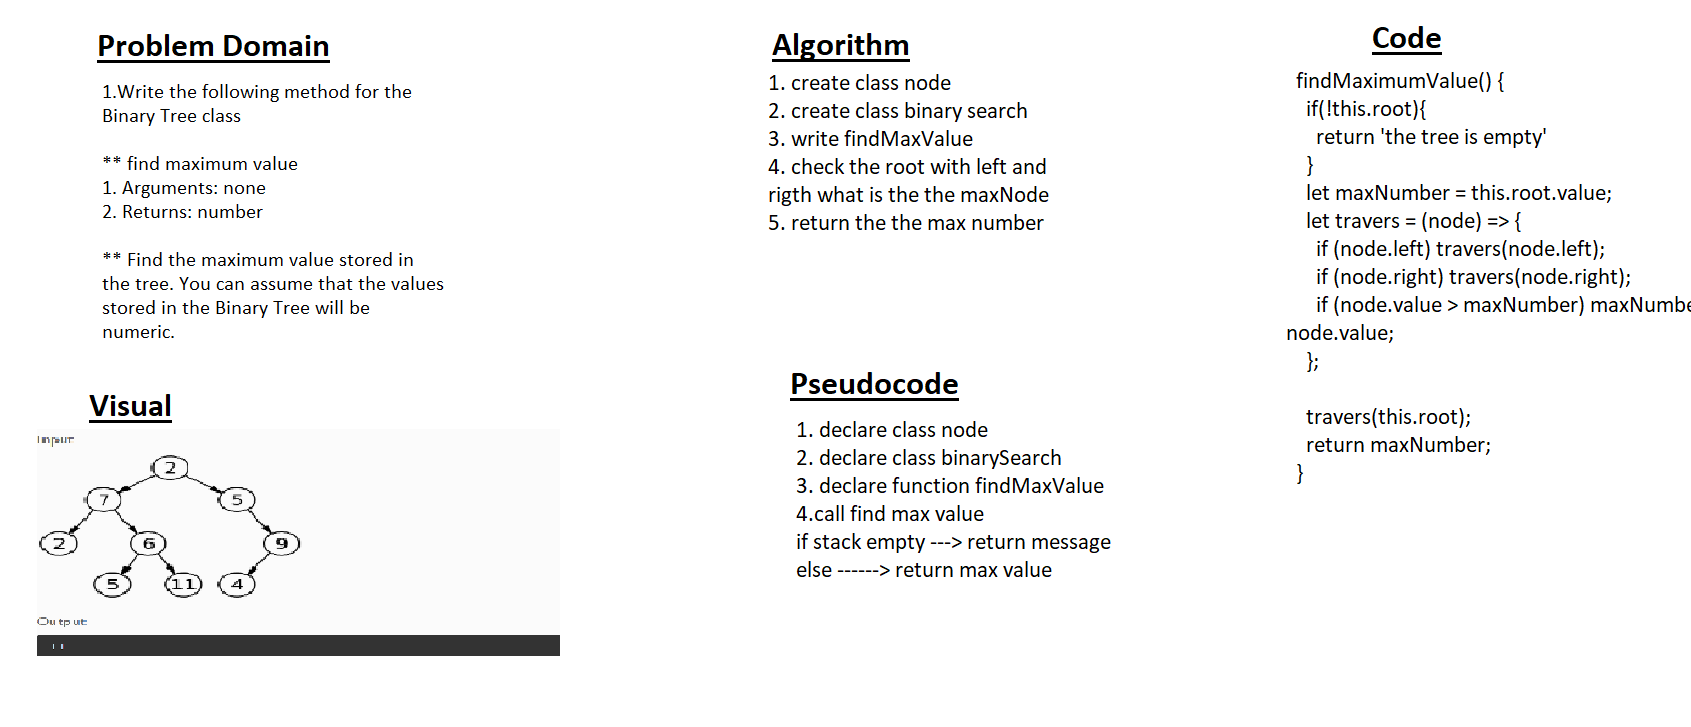 Problem Domain
1.Write the following method for the
Binary Tree class
** find maximum value
1. Arguments: none
2. Returns: number
** Find the maximum value stored in
the tree. You can assume that the values
stored in the Binary Tree will be
numeric.
Visual
Input
2
7
5
2
6
9
5
11
4
Output
11
Algorithm
1. create class node
2. create class binary search
3. write findMaxValue
4. check the root with left and
rigth what is the the maxNode
5. return the the max number
Pseudocode
1. declare class node
2. declare class binarySearch
3. declare function findMaxValue
4.call find max value
if stack empty ---> return message
else ------> return max value
Code
findMaximumValue() {
if(!this.root){
return 'the tree is empty'
}
let maxNumber = this.root.value;
let travers = (node) => {
if (node.left) travers(node.left);
if (node.right) travers(node.right);
if (node.value > maxNumber) maxNumbe
node.value;
};
travers(this.root);
return maxNumber;
}